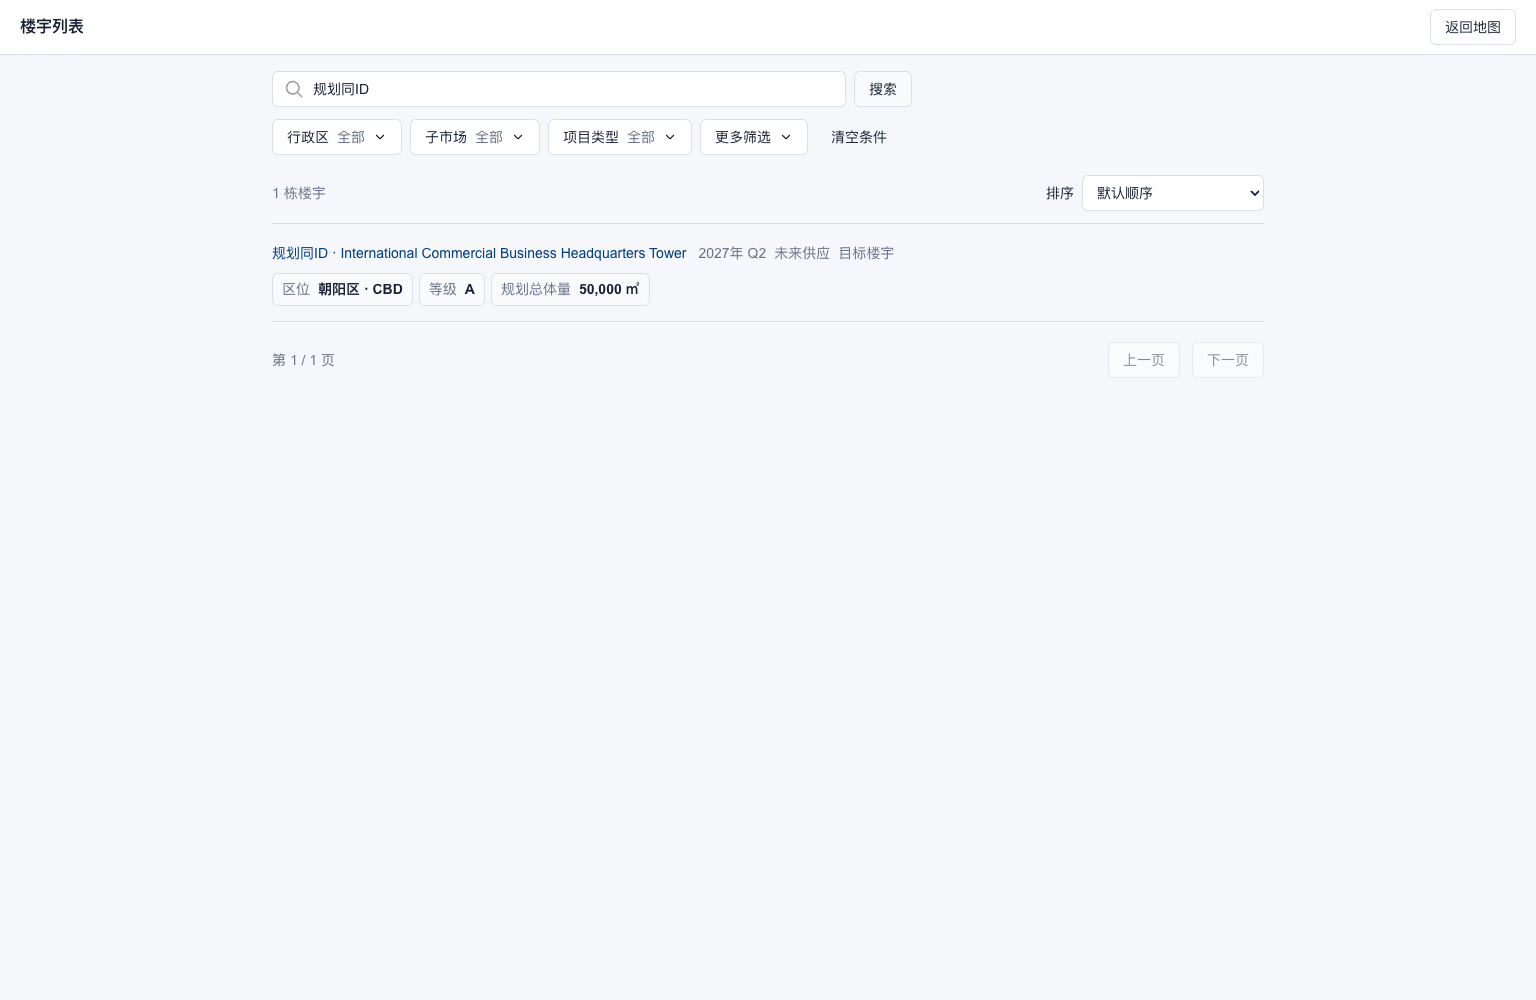 楼宇列表
返回地图
规划同ID
搜索
行政区 全部
子市场 全部
项目类型 全部
更多筛选
清空条件
1 栋楼宇
排序 默认顺序
规划同ID · International Commercial Business Headquarters Tower 2027年 Q2 未来供应 目标楼宇
区位 朝阳区 · CBD
等级 A
规划总体量 50,000 ㎡
第 1 / 1 页
上一页
下一页